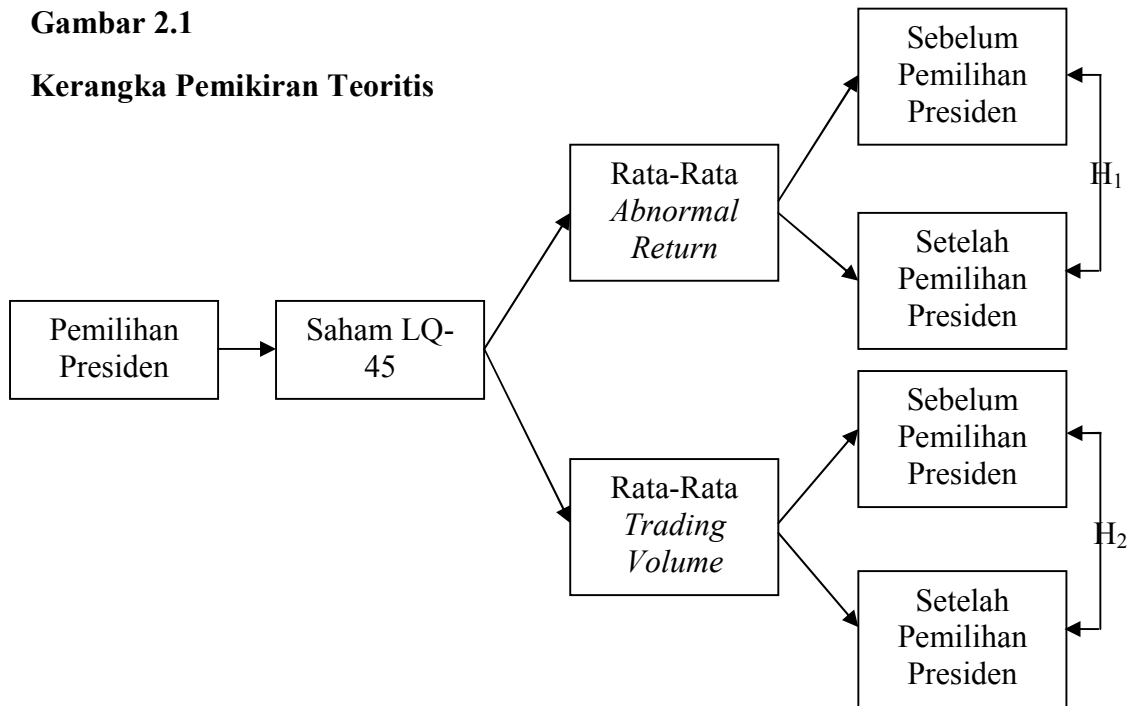 Gambar 2.1
Kerangka Pemikiran Teoritis
Pemilihan
Presiden
Saham LQ-
45
Rata-Rata
Abnormal
Return
Sebelum
Pemilihan
Presiden
Setelah
Pemilihan
Presiden
H₁
Rata-Rata
Trading
Volume
Sebelum
Pemilihan
Presiden
Setelah
Pemilihan
Presiden
H₂